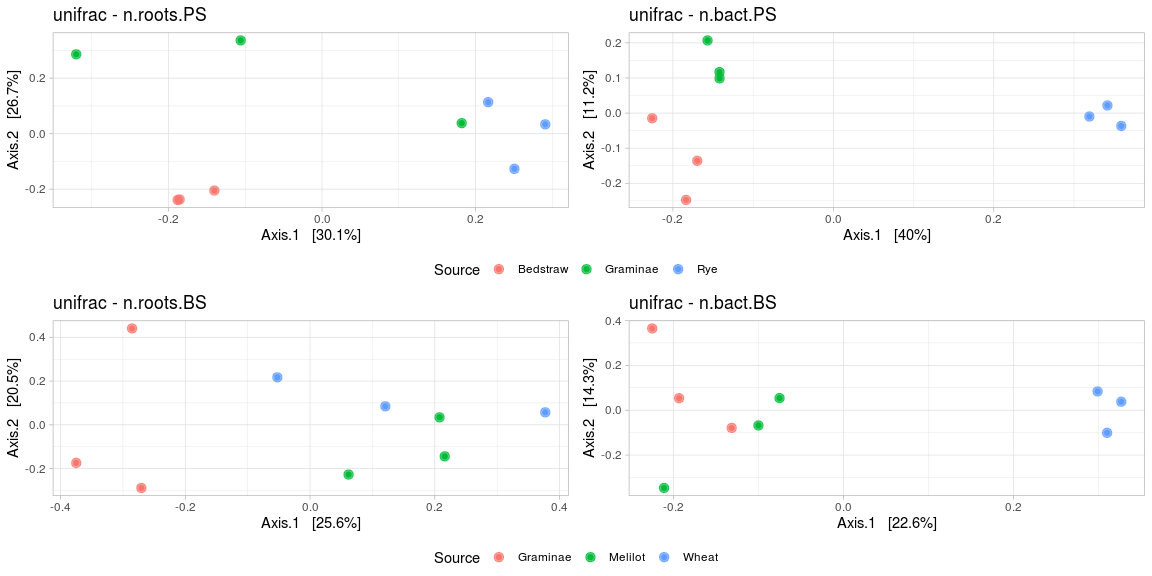 unifrac - n.roots.PS
Axis.2 [26.7%]
0.2
0.0
-0.2
-0.2 0.0 0.2
Axis.1 [30.1%]
unifrac - n.bact.PS
Axis.2 [11.2%]
0.2
0.1
0.0
-0.1
-0.2
-0.2 0.0 0.2
Axis.1 [40%]
Source Bedstraw Graminae Rye
unifrac - n.roots.BS
Axis.2 [20.5%]
0.4
0.2
0.0
-0.2
-0.4 -0.2 0.0 0.2 0.4
Axis.1 [25.6%]
unifrac - n.bact.BS
Axis.2 [14.3%]
0.4
0.2
0.0
-0.2
-0.2 0.0 0.2
Axis.1 [22.6%]
Source Graminae Melilot Wheat